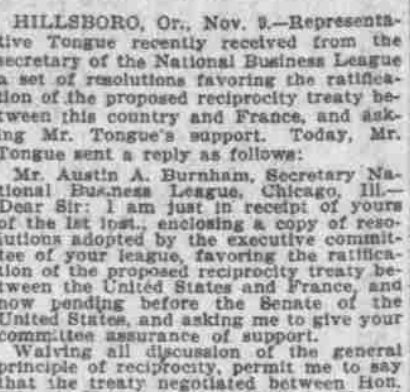 HILLSBORO, Or., Nov. 9.—Representa-
tive Tongue recently received from the
secretary of the National Business League
a set of resolutions favoring the ratifica-
tion of the proposed reciprocity treaty be-
tween this country and France, and ask-
ing Mr. Tongue's support. Today, Mr.
Tongue sent a reply as follows:
Mr. Austin A. Burnham, Secretary Na-
tional Business League, Chicago, Ill.—
Dear Sir: I am just in receipt of yours
of the 1st inst., enclosing a copy of reso-
lutions adopted by the executive commit-
tee of your league, favoring the ratifica-
tion of the proposed reciprocity treaty be-
tween the United States and France, and
now pending before the Senate of the
United States, and asking me to give your
committee assurance of support.
Waiving all discussion of the general
principle of reciprocity, permit me to say
that the treaty negotiated between Hon.